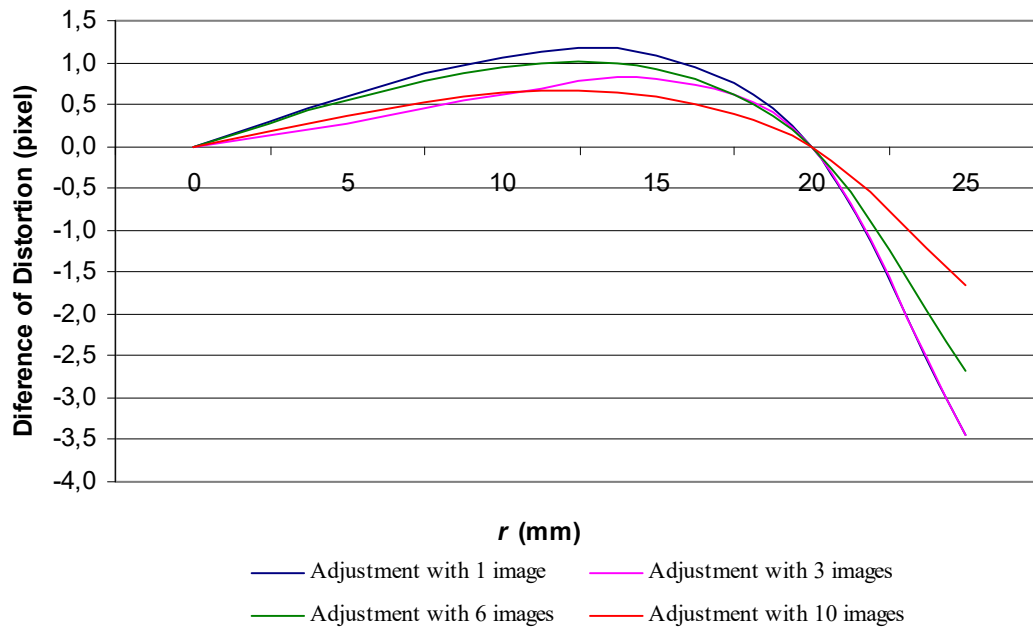 1,5
1,0
0,5
0,0
-0,5
-1,0
-1,5
-2,0
-2,5
-3,0
-3,5
-4,0
Diference of Distortion (pixel)
0 5 10 15 20 25
r (mm)
Adjustment with 1 image Adjustment with 3 images
Adjustment with 6 images Adjustment with 10 images